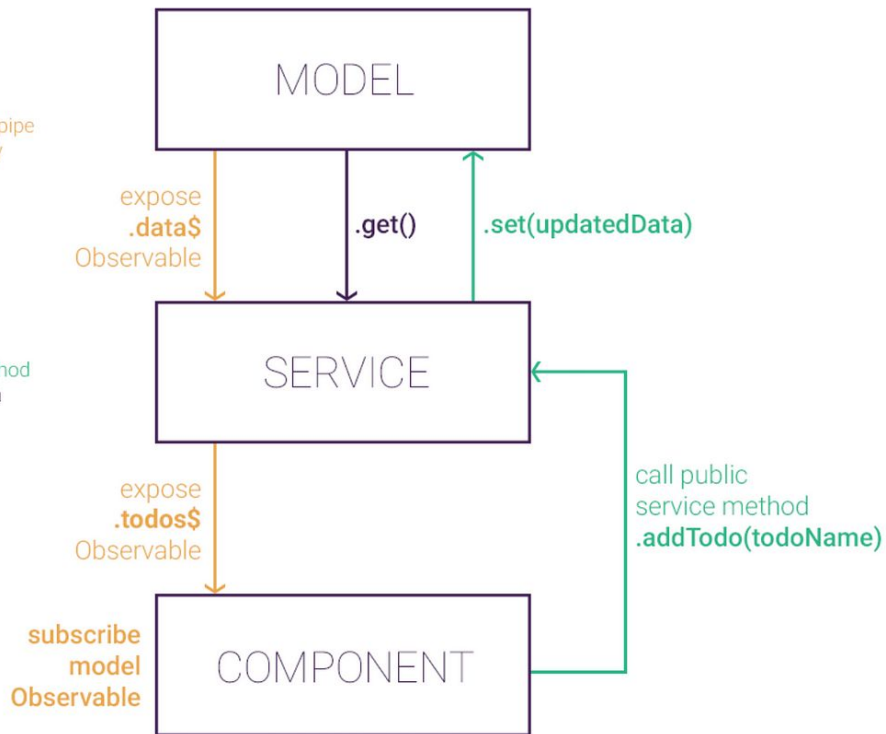 MODEL
pipe
expose
.data$
Observable
.get()
.set(updatedData)
SERVICE
expose
.todos$
Observable
call public
service method
.addTodo(todoName)
subscribe
model
Observable
COMPONENT